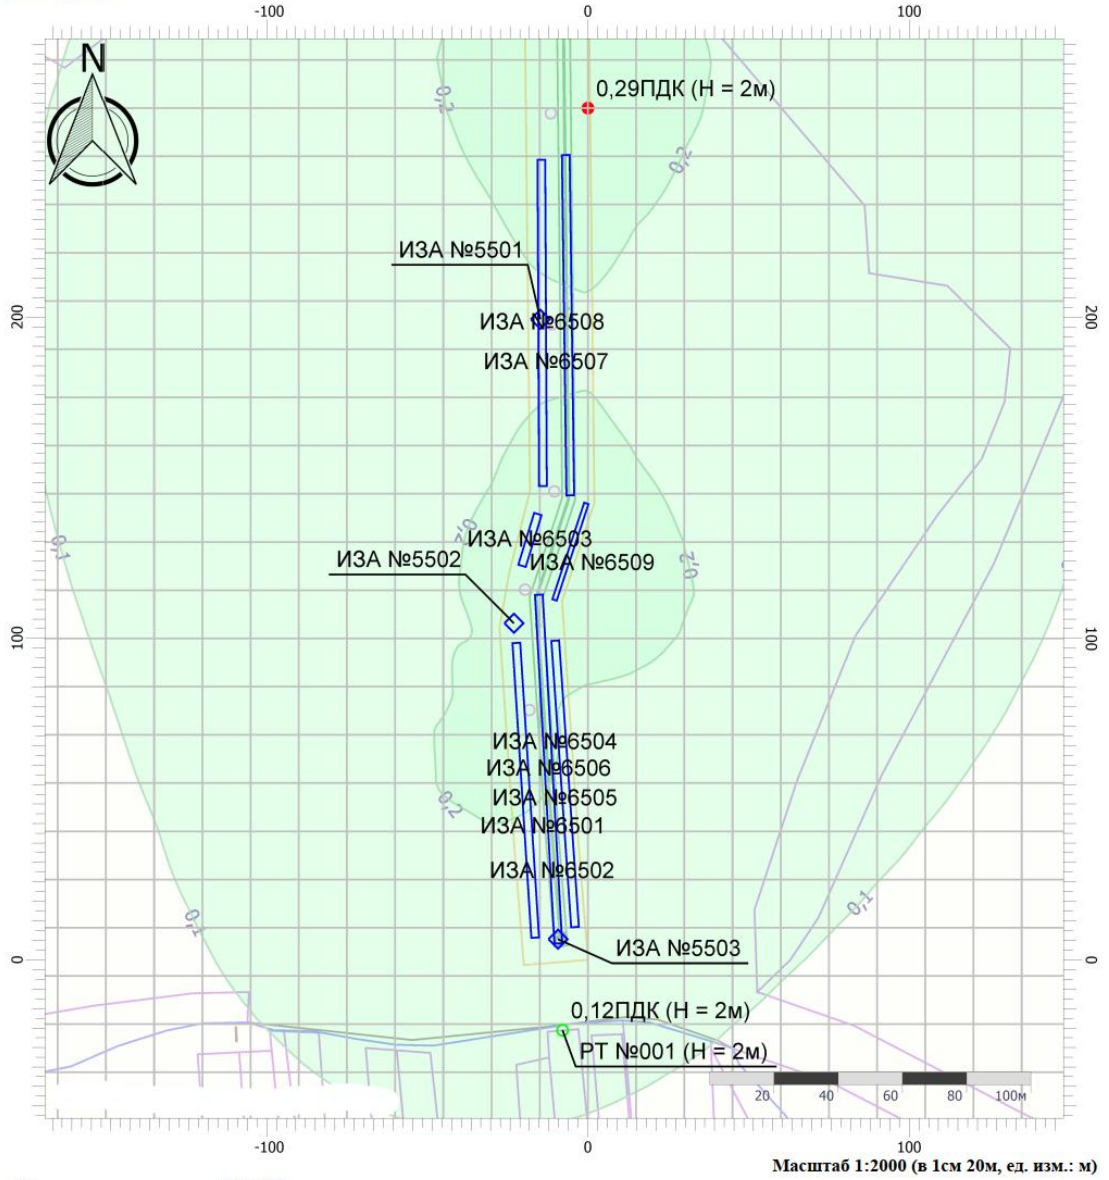 -100 0 100
N
0,29ПДК (H = 2м)
0,2
0,2
ИЗА №5501
200
200
ИЗА №6508
ИЗА №6507
0,2
ИЗА №6503
0,1
ИЗА №5502
ИЗА №6509
0,2
100
100
ИЗА №6504
ИЗА №6506
ИЗА №6505
0,2
ИЗА №6501
ИЗА №6502
0,1
0,1
ИЗА №5503
0
0
0,12ПДК (H = 2м)
РТ №001 (H = 2м)
20 40 60 80 100м
-100 0 100
Масштаб 1:2000 (в 1см 20м, ед. изм.: м)